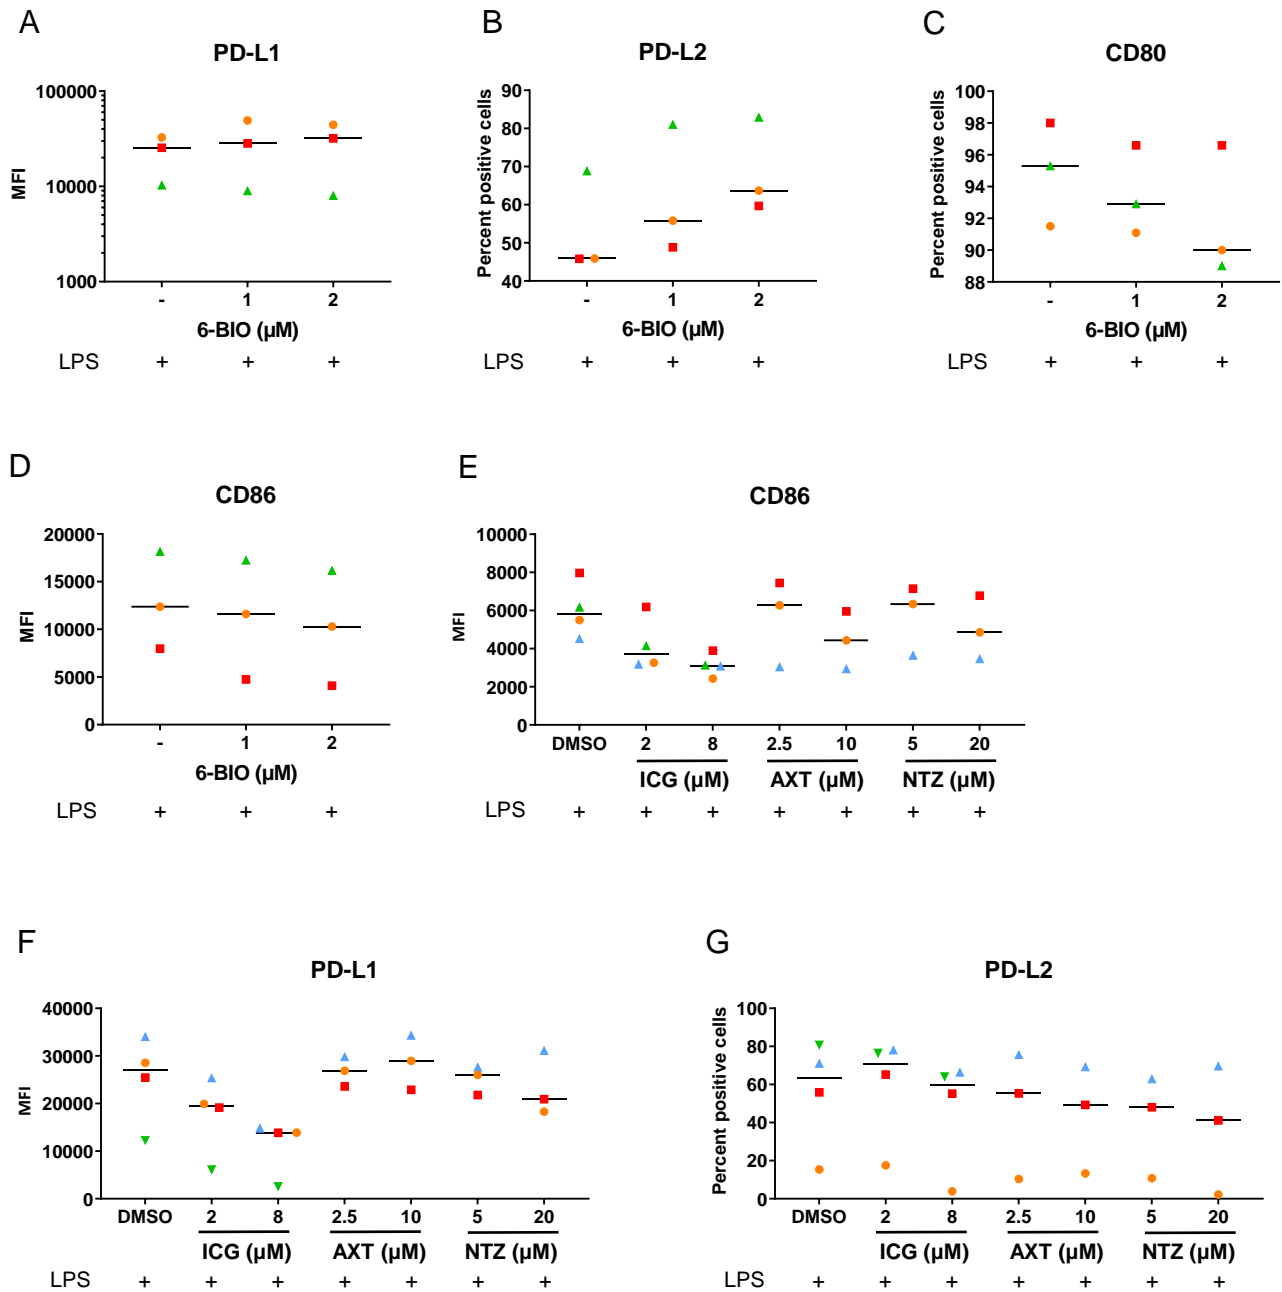 A
PD-L1
MFI
100000
10000
1000
- 1 2
6-BIO (µM)
LPS + + +
B
PD-L2
Percent positive cells
90
80
70
60
50
40
- 1 2
6-BIO (µM)
LPS + + +
C
CD80
Percent positive cells
100
98
96
94
92
90
88
- 1 2
6-BIO (µM)
LPS + + +
D
CD86
MFI
20000
15000
10000
5000
0
- 1 2
6-BIO (µM)
LPS + + +
E
CD86
MFI
10000
8000
6000
4000
2000
0
DMSO 2 8 2.5 10 5 20
ICG (µM) AXT (µM) NTZ (µM)
LPS + + + + + + +
F
PD-L1
MFI
40000
30000
20000
10000
0
DMSO 2 8 2.5 10 5 20
ICG (µM) AXT (µM) NTZ (µM)
LPS + + + + + + +
G
PD-L2
Percent positive cells
100
80
60
40
20
0
DMSO 2 8 2.5 10 5 20
ICG (µM) AXT (µM) NTZ (µM)
LPS + + + + + + +